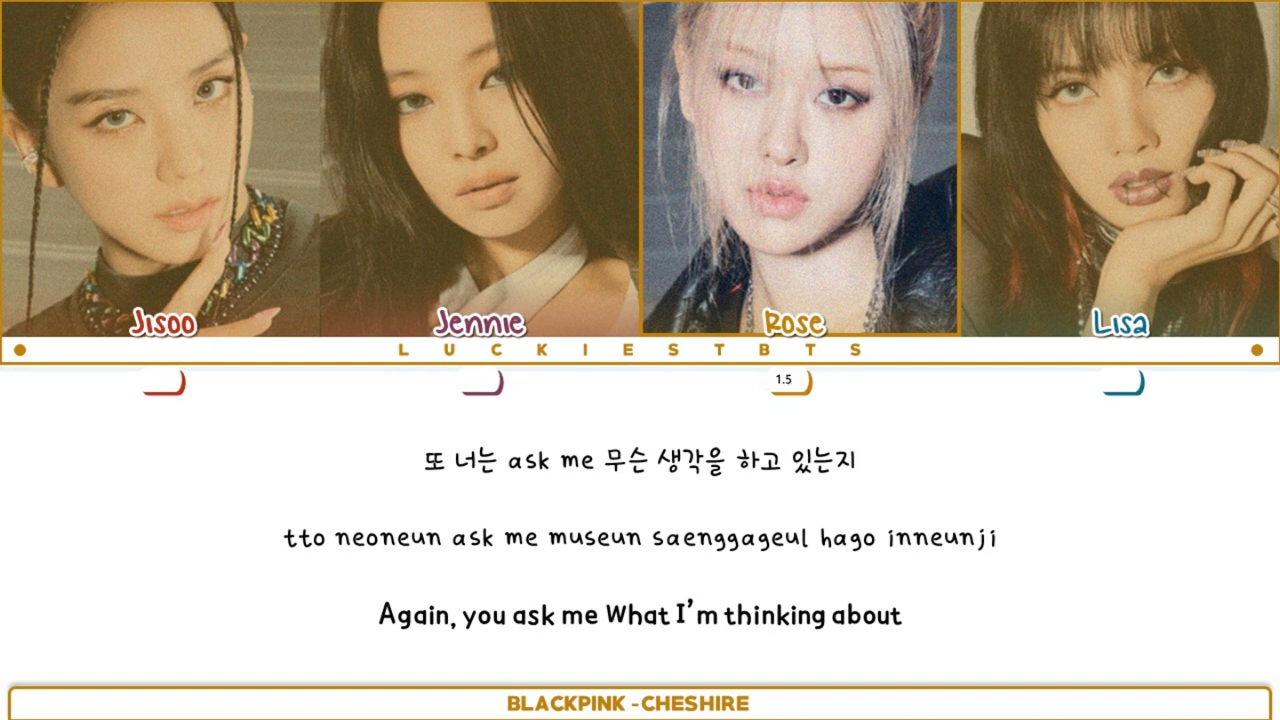 Jisoo
Jennie
Rose
Lisa
LUCKIESTBTS
1.5
또 너는 ask me 무슨 생각을 하고 있는지
tto neoneun ask me museun saenggageul hago inneunji
Again, you ask me What I'm thinking about
BLACKPINK -CHESHIRE